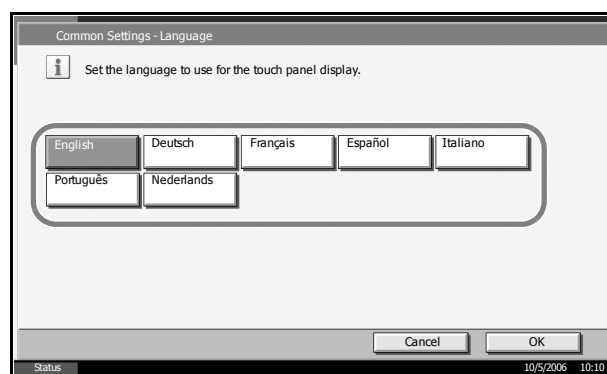 Common Settings - Language
Set the language to use for the touch panel display.
English Deutsch Français Español Italiano
Português Nederlands
Cancel OK
Status 10/5/2006 10:10